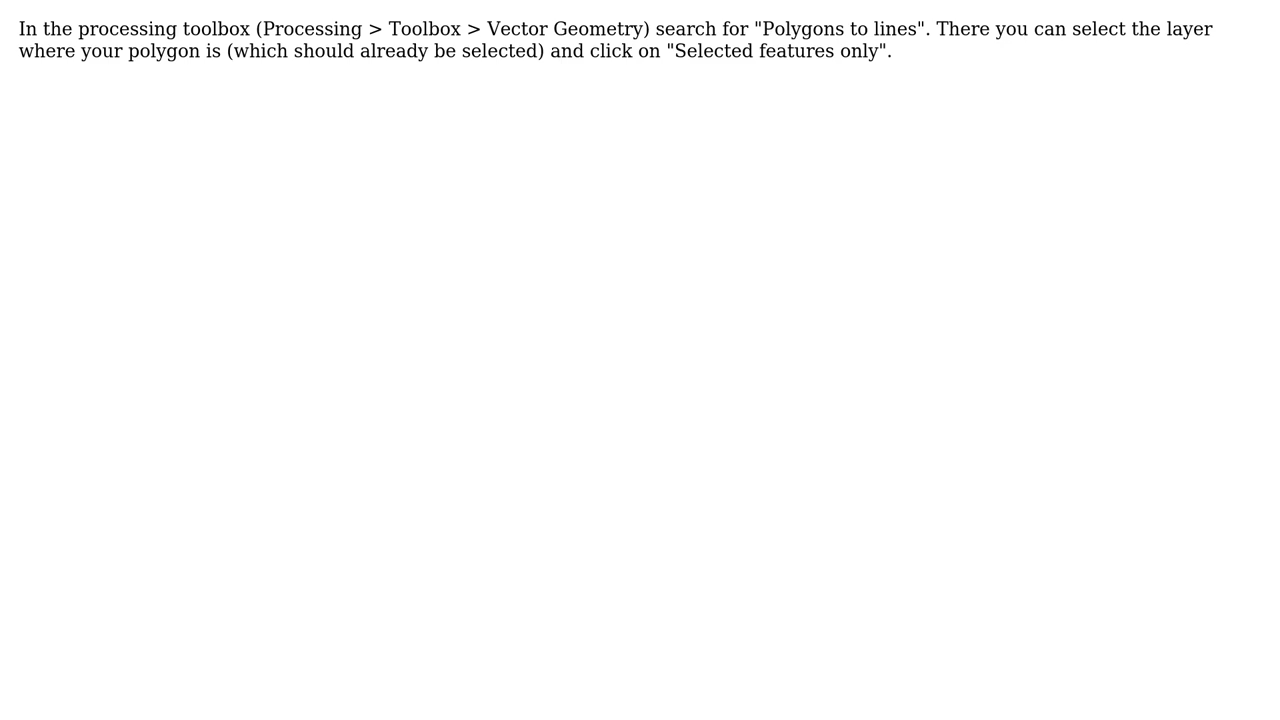 In the processing toolbox (Processing > Toolbox > Vector Geometry) search for "Polygons to lines". There you can select the layer
where your polygon is (which should already be selected) and click on "Selected features only".